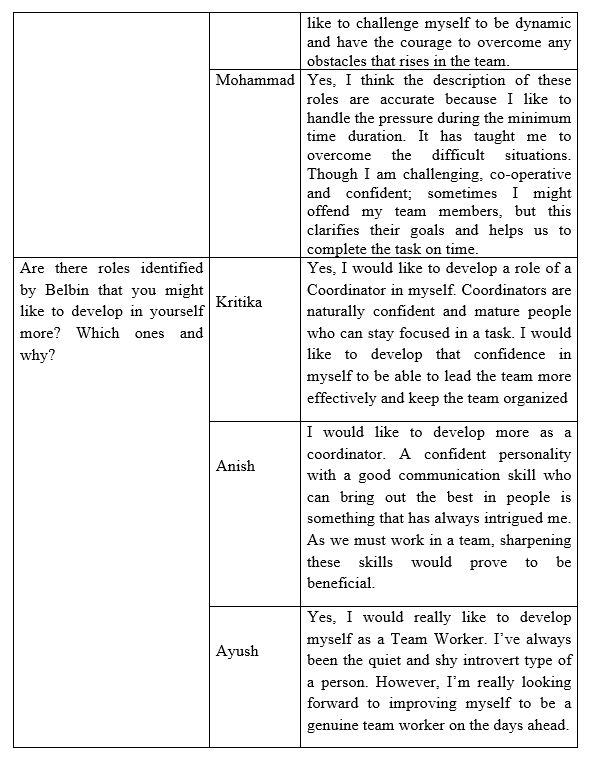 like to challenge myself to be dynamic
and have the courage to overcome any
obstacles that rises in the team.
Mohammad
Yes, I think the description of these
roles are accurate because I like to
handle the pressure during the minimum
time duration. It has taught me to
overcome the difficult situations.
Though I am challenging, co-operative
and confident; sometimes I might
offend my team members, but this
clarifies their goals and helps us to
complete the task on time.
Are there roles identified
by Belbin that you might
like to develop in yourself
more? Which ones and
why?
Kritika
Yes, I would like to develop a role of a
Coordinator in myself. Coordinators are
naturally confident and mature people
who can stay focused in a task. I would
like to develop that confidence in
myself to be able to lead the team more
effectively and keep the team organized
Anish
I would like to develop more as a
coordinator. A confident personality
with a good communication skill who
can bring out the best in people is
something that has always intrigued me.
As we must work in a team, sharpening
these skills would prove to be
beneficial.
Ayush
Yes, I would really like to develop
myself as a Team Worker. I've always
been the quiet and shy introvert type of
a person. However, I'm really looking
forward to improving myself to be a
genuine team worker on the days ahead.